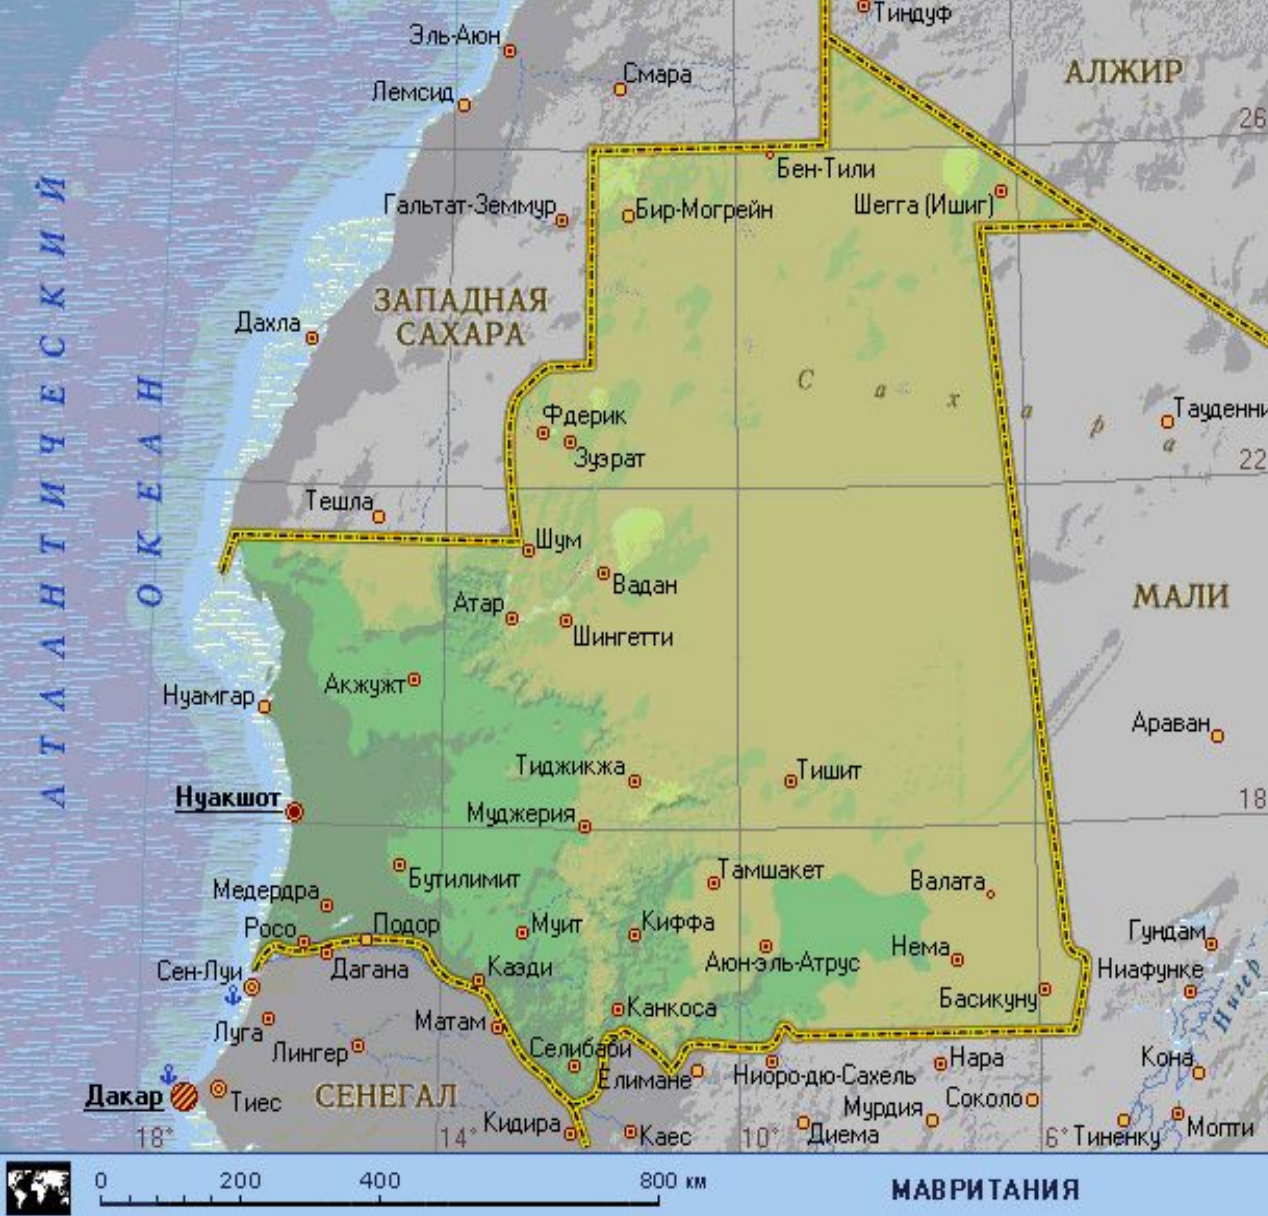 Тиндуф
Эль-Аюн
АЛЖИР
Смара
Лемсид
26
Бен-Тили
Гальтат-Земмур
Бир-Могрейн
Шегга (Ишиг)
АТЛАНТИЧЕСКИЙ
ОКЕАН
ЗАПАДНАЯ
САХАРА
Дахла
Сахара
Фдерик
Тауденни
Зуэрат
22
Тешла
Шум
Вадан
МАЛИ
Атар
Шингетти
Акжужт
Нуамгар
Араван
Тиджикжа
Тишит
Нуакшот
18
Муджерия
Бутилимит
Тамшакет
Валата
Медердра
Росо
Подор
Муит
Киффа
Гундам
Нема
Сен-Луи
Дагана
Каэди
Аюн-эль-Атрус
Ниафунке
Нигер
Басикуну
Канкоса
Луга
Матам
Лингер
Селибаби
Елимане
Ниоро-дю-Сахель
Нара
Кона
Дакар
Тиес
СЕНЕГАЛ
Мурдия
Соколо
Кидира
Каес
Диема
Тиненку
Мопти
18°
14°
10°
6°
0 200 400 800 км
МАВРИТАНИЯ